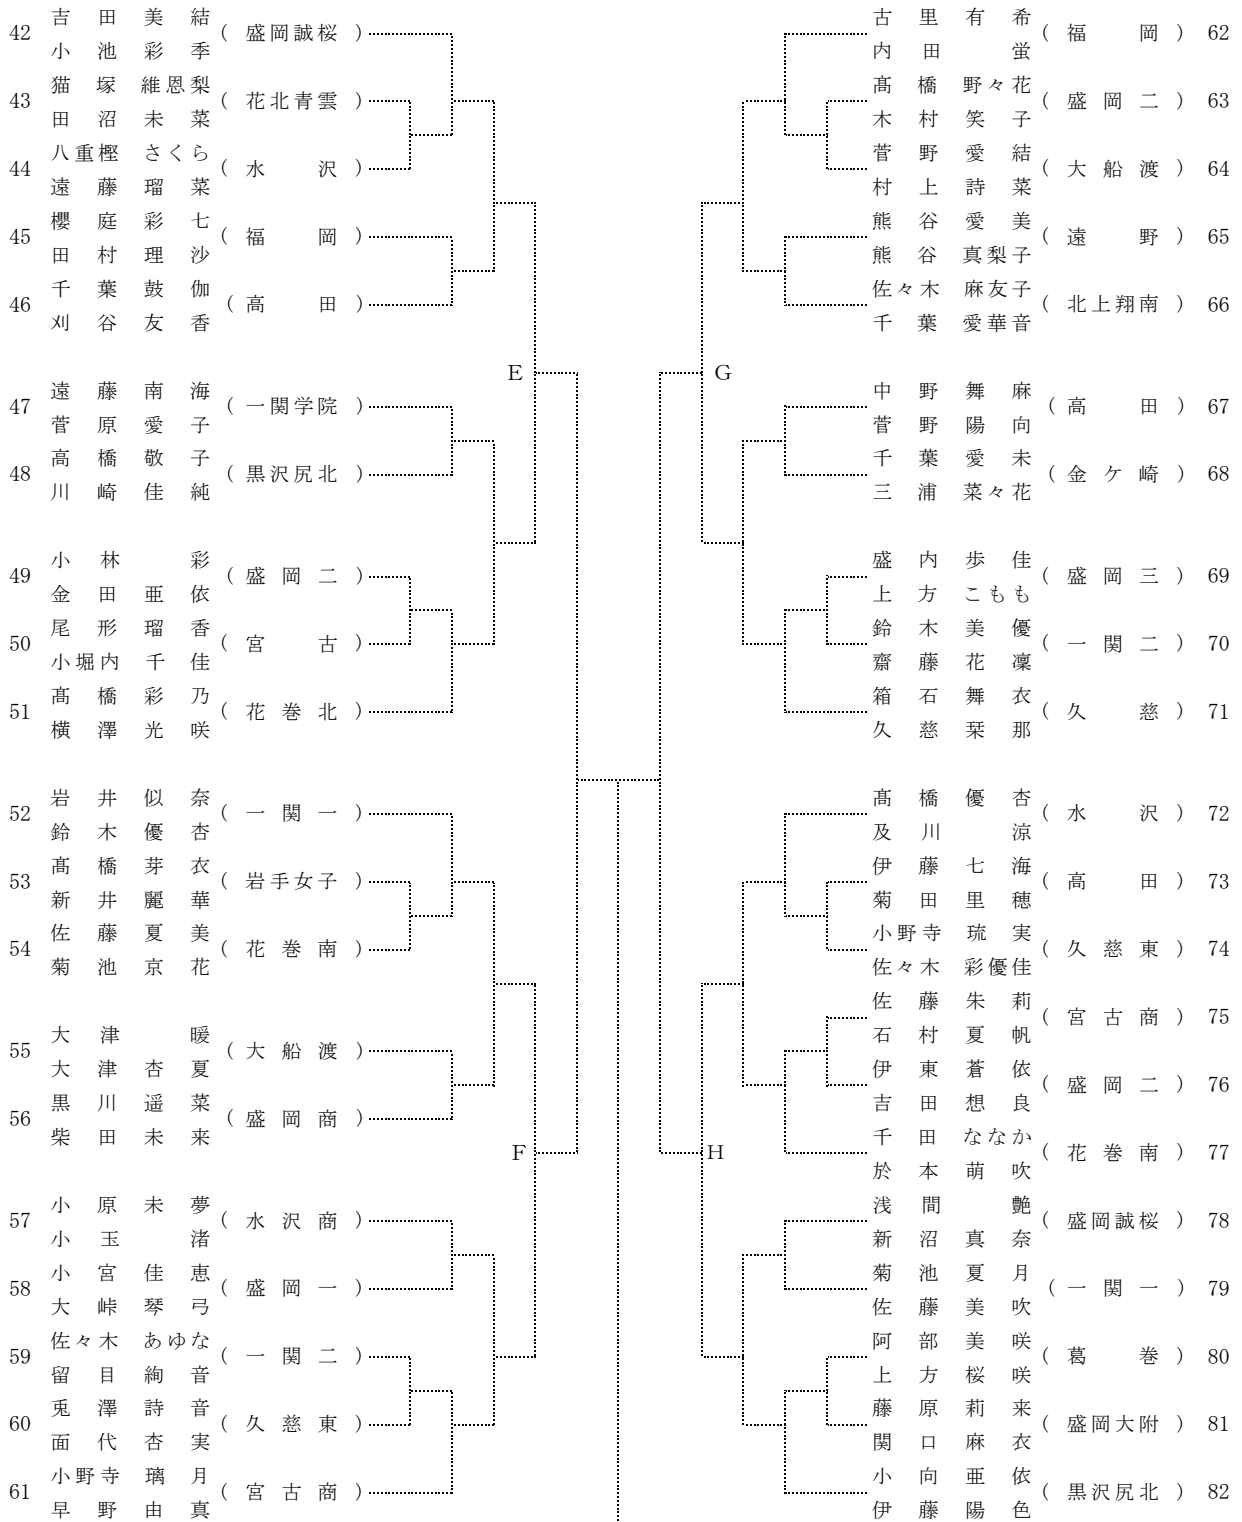 42 吉田美結 小池彩季 (盛岡誠桜)
43 猫塚維恩梨 田沼未菜 (花北青雲)
44 八重樫さくら 遠藤瑠菜 (水沢)
45 櫻庭彩七 田村理沙 (福岡)
46 千葉鼓伽 刈谷友香 (高田)
E
47 遠藤南海 菅原愛子 (一関学院)
48 高橋敬子 川崎佳純 (黒沢尻北)
49 小林彩 金田亜依 (盛岡二)
50 尾形瑠香 小堀内千佳 (宮古)
51 髙橋彩乃 横澤光咲 (花巻北)
52 岩井似奈 鈴木優杏 (一関一)
53 髙橋芽衣 新井麗華 (岩手女子)
54 佐藤夏美 菊池京花 (花巻南)
55 大津暖 大津杏夏 (大船渡)
56 黒川遥菜 柴田未来 (盛岡商)
F
57 小原未夢 小玉渚 (水沢商)
58 小宮佳恵 大峠琴弓 (盛岡一)
59 佐々木あゆな 留目絢音 (一関二)
60 兎澤詩音 面代杏実 (久慈東)
61 小野寺璃月 早野由真 (宮古商)
古里有希 内田蛍 (福岡) 62
髙橋野々花 木村笑子 (盛岡二) 63
菅野愛結 村上詩菜 (大船渡) 64
熊谷愛美 熊谷真梨子 (遠野) 65
佐々木麻友子 千葉愛華音 (北上翔南) 66
G
中野舞麻 菅野陽向 (高田) 67
千葉愛未 三浦菜々花 (金ケ崎) 68
盛内歩佳 上方こもも (盛岡三) 69
鈴木美優 齋藤花凜 (一関二) 70
箱石舞衣 久慈栞那 (久慈) 71
髙橋優杏 及川涼 (水沢) 72
伊藤七海 菊田里穂 (高田) 73
小野寺琉実 佐々木彩優佳 (久慈東) 74
佐藤朱莉 石村夏帆 (宮古商) 75
伊東蒼依 吉田想良 (盛岡二) 76
千田ななか 於本萌吹 (花巻南) 77
H
浅間艶 新沼真奈 (盛岡誠桜) 78
菊池夏月 佐藤美吹 (一関一) 79
阿部美咲 上方桜咲 (葛巻) 80
藤原莉来 関口麻衣 (盛岡大附) 81
小向亜依 伊藤陽色 (黒沢尻北) 82